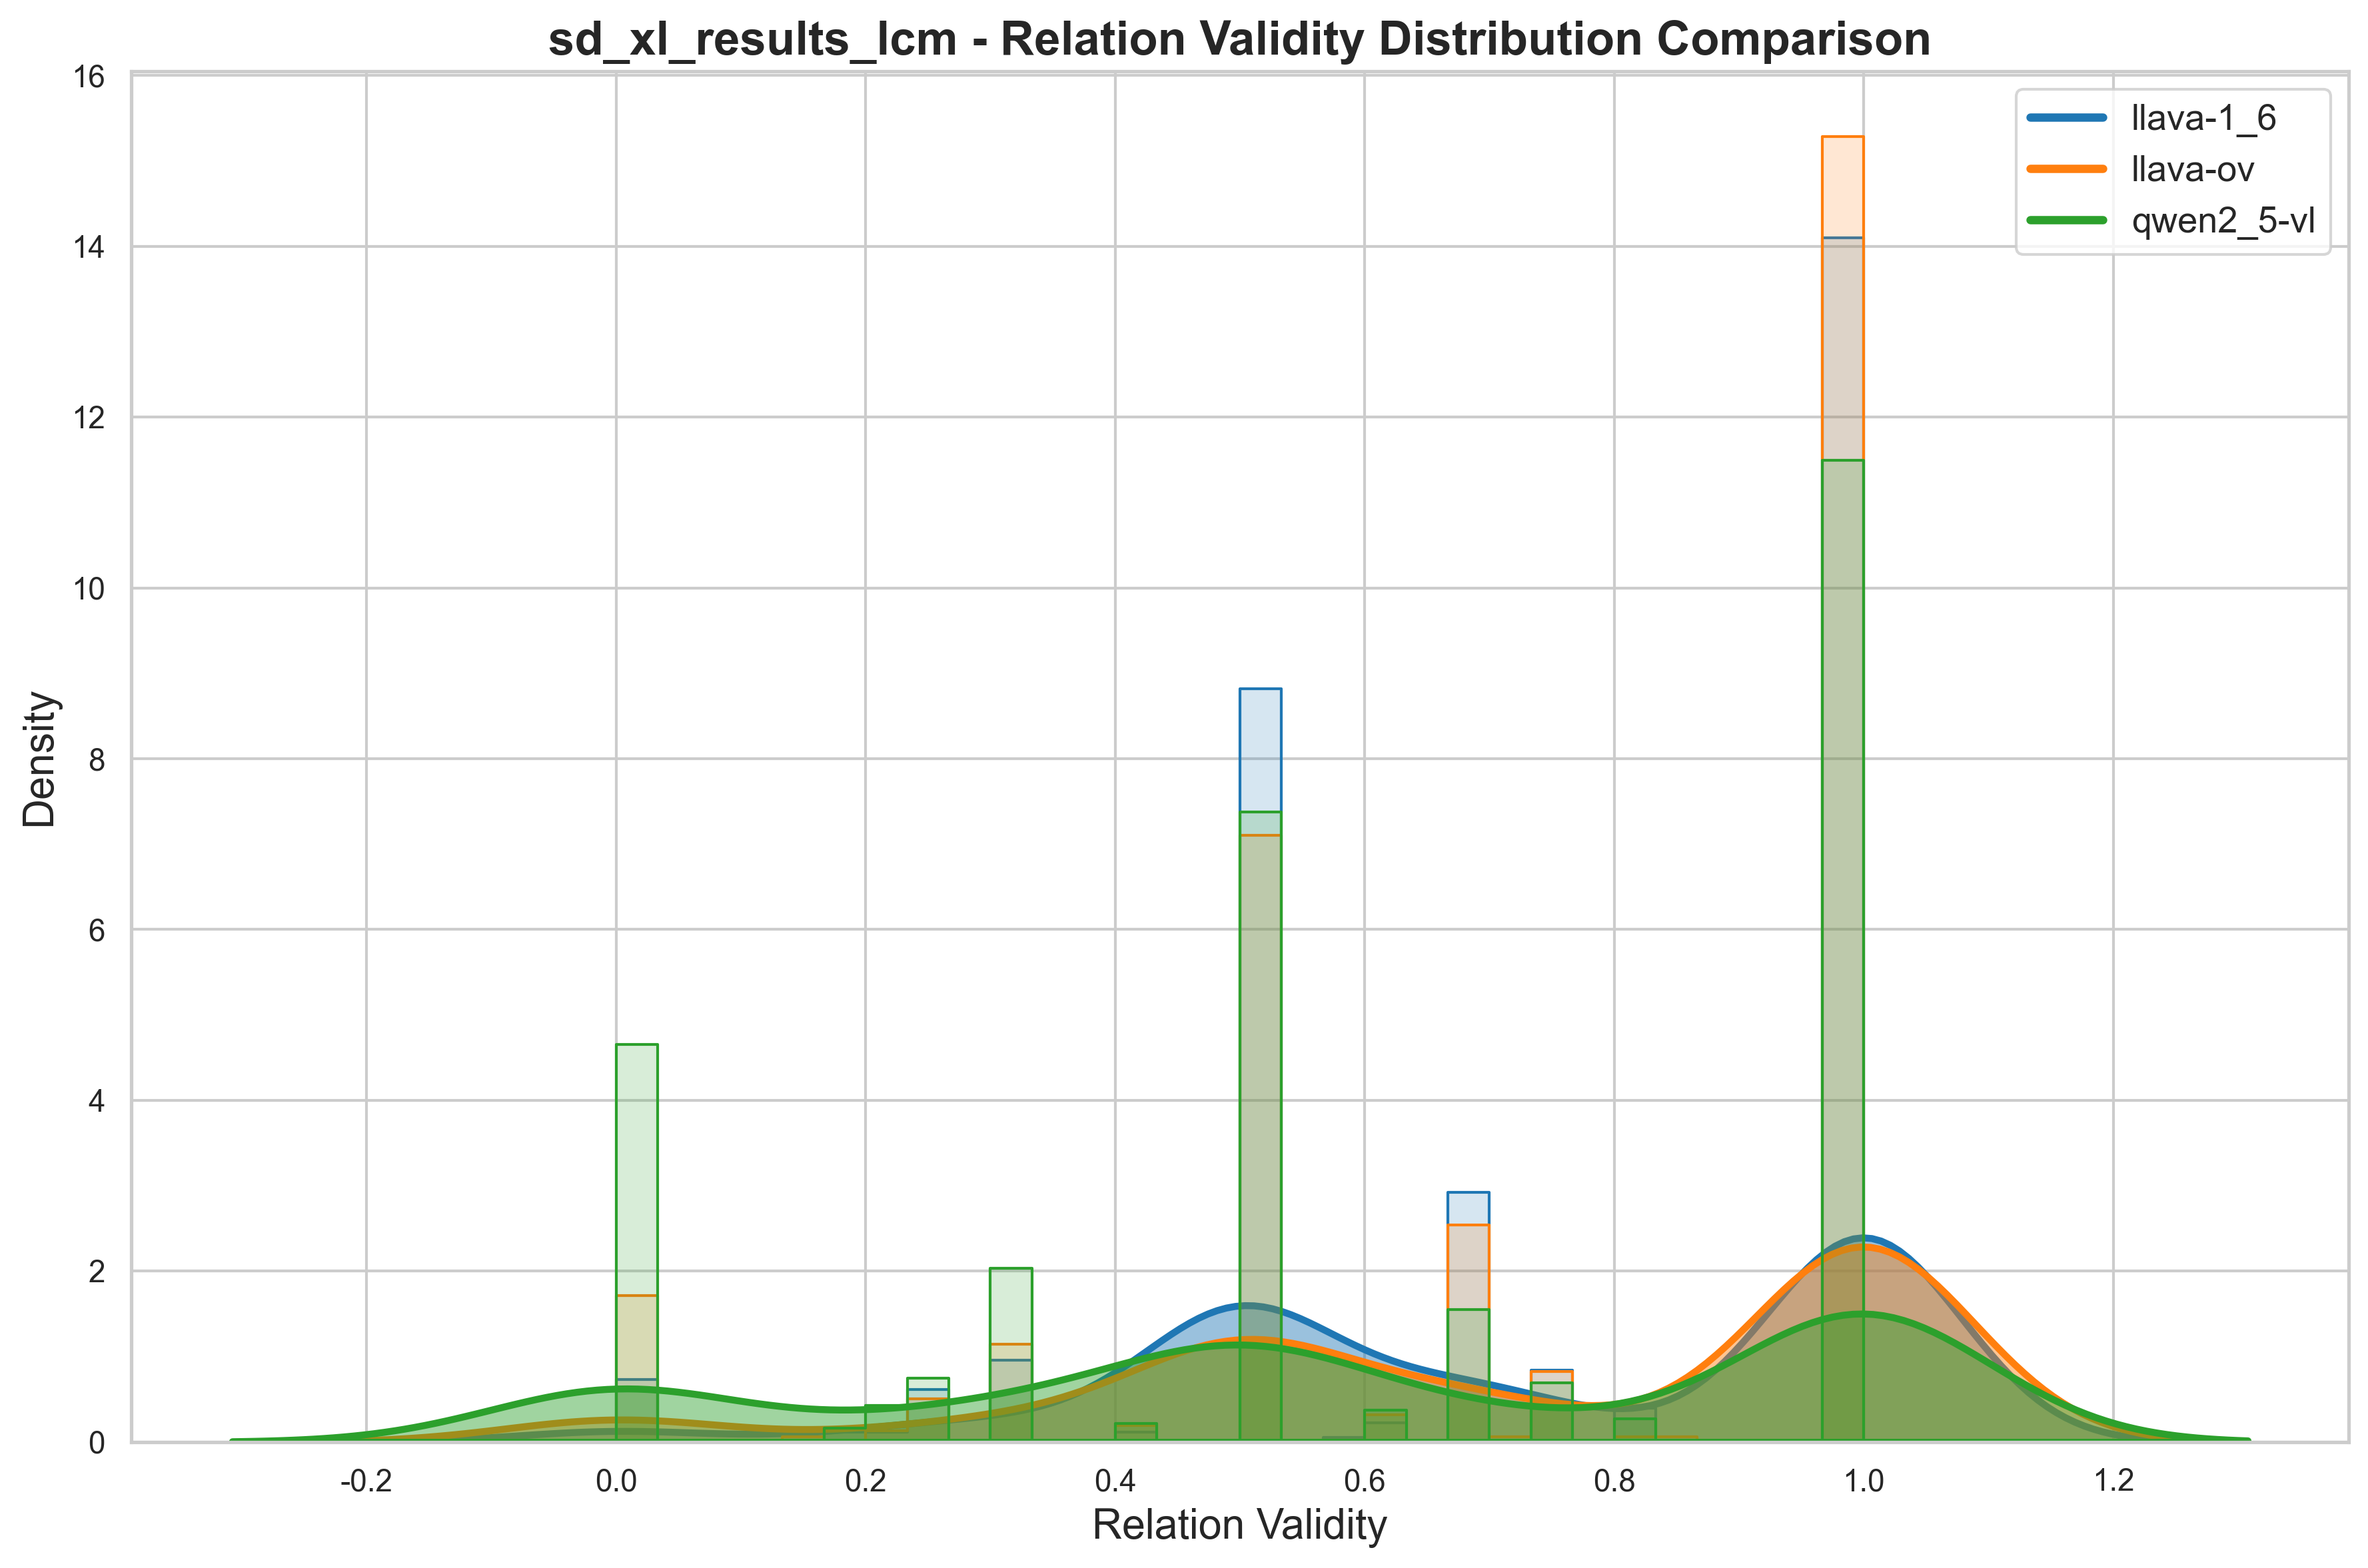 sd_xl_results_lcm - Relation Validity Distribution Comparison
llava-1_6
llava-ov
qwen2_5-vl
Density
16
14
12
10
8
6
4
2
0
-0.2
0.0
0.2
0.4
0.6
0.8
1.0
1.2
Relation Validity